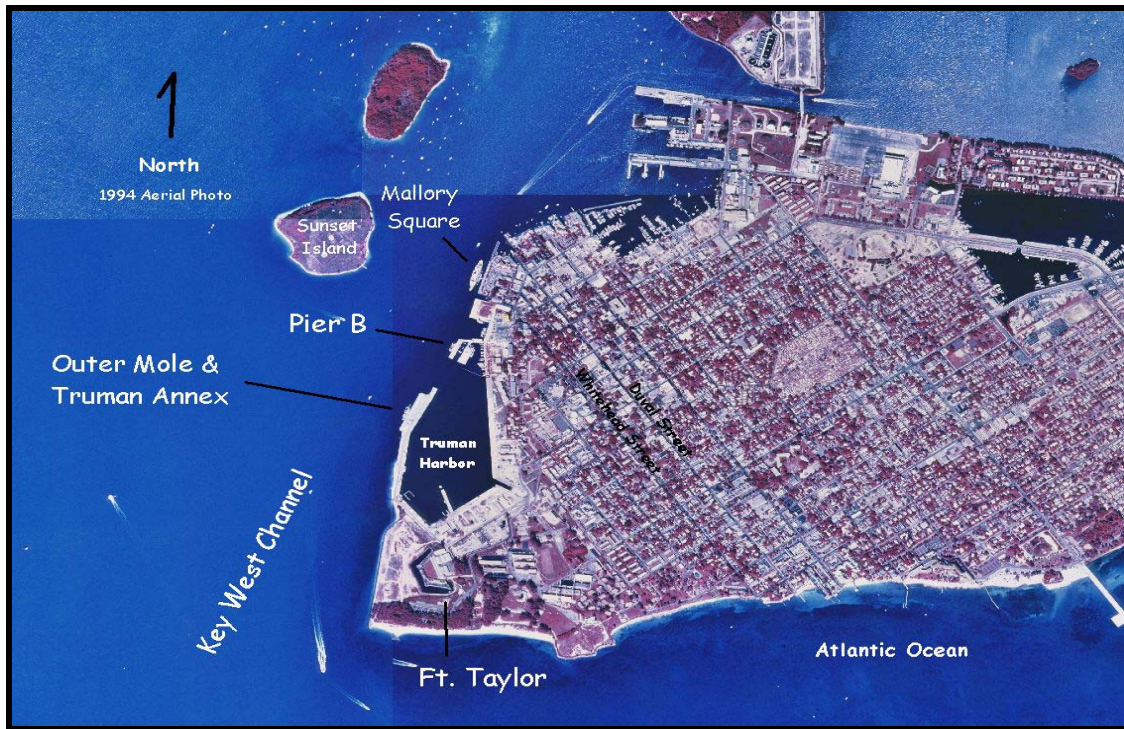 North
1994 Aerial Photo
Mallory
Square
Sunset
Island
Pier B
Outer Mole &
Truman Annex
Duval Street
Whitehead Street
Truman
Harbor
Key West Channel
Atlantic Ocean
Ft. Taylor